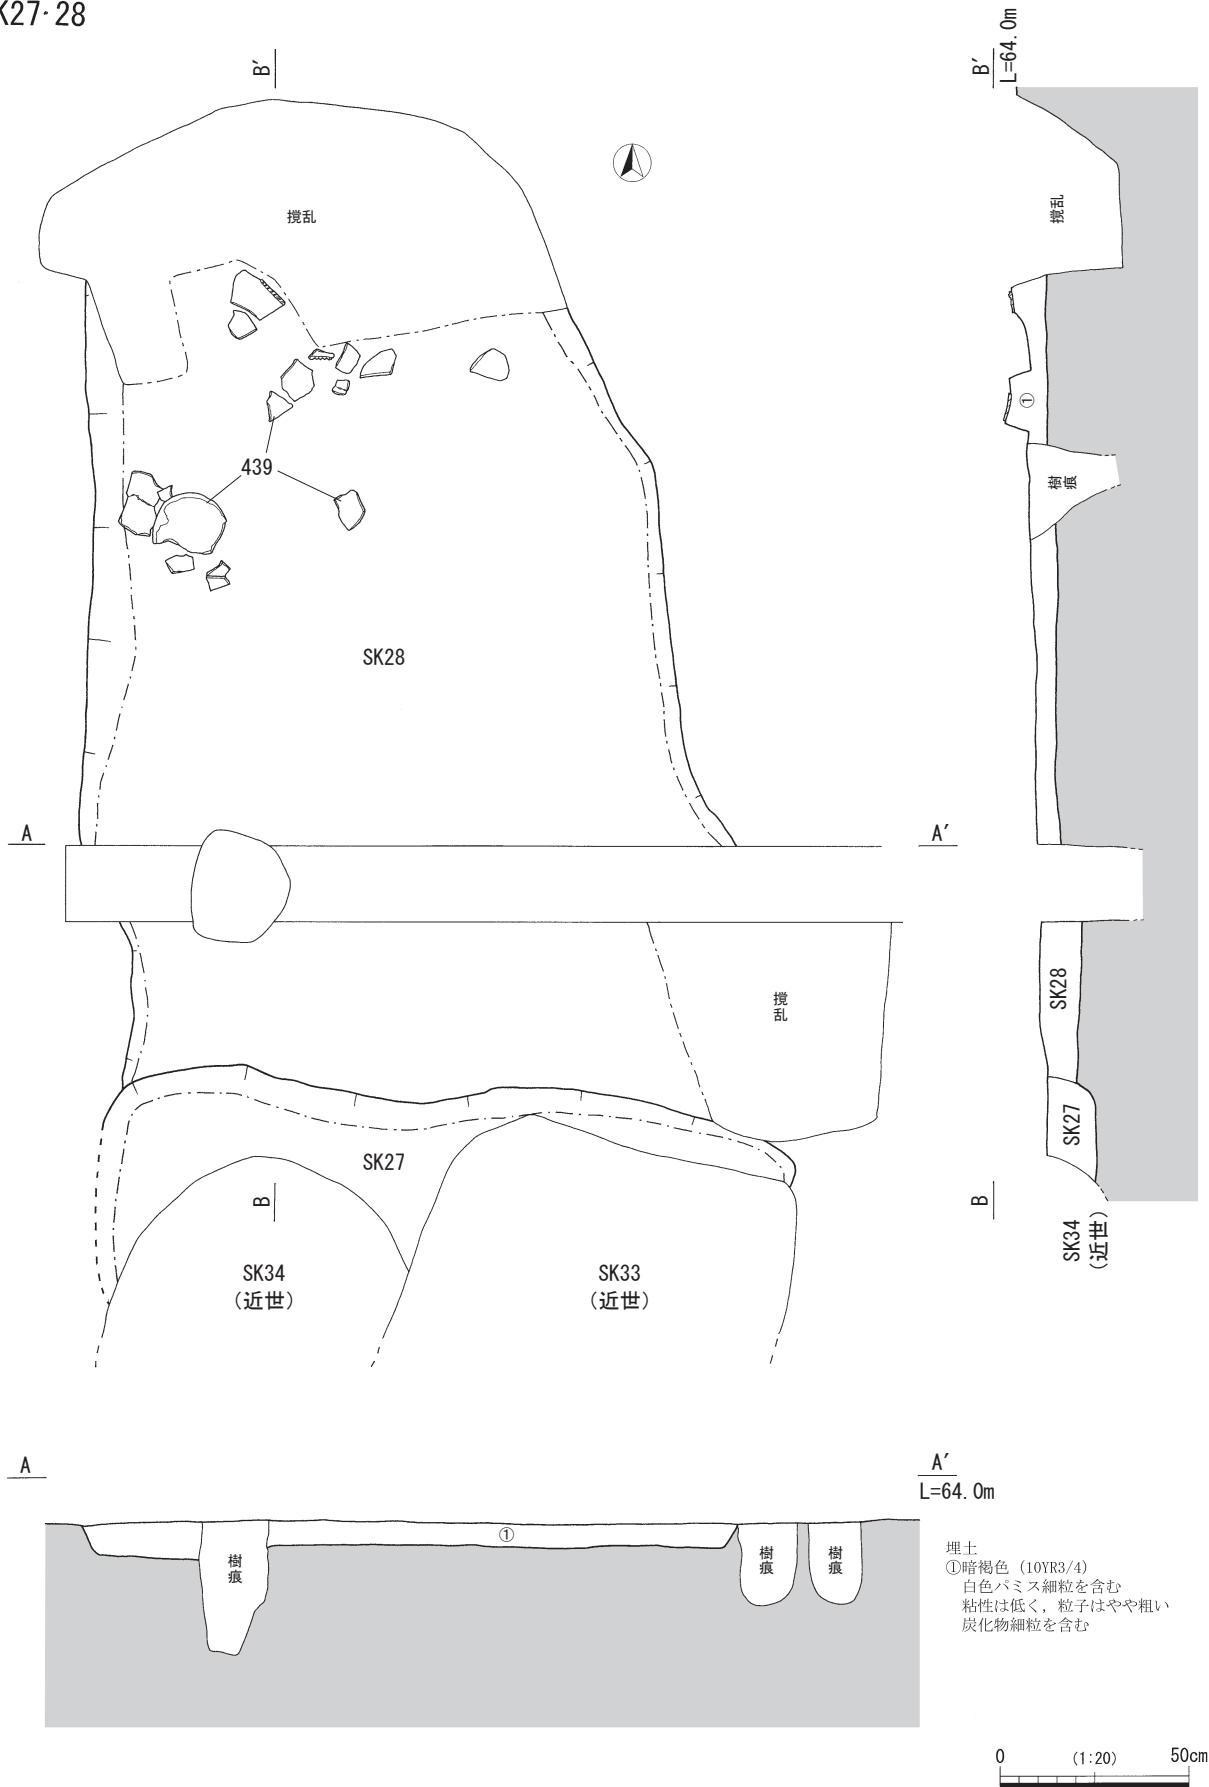 K27・28
B′
B′
L=64.0m
撹乱
撹乱
①
439
樹痕
SK28
A
A′
SK28
撹乱
SK27
SK27
B
B
SK34
(近世)
SK34
(近世)
SK33
(近世)
A
A′
L=64.0m
①
樹痕
樹痕
樹痕
埋土
①暗褐色 (10YR3/4)
白色パミス細粒を含む
粘性は低く，粒子はやや粗い
炭化物細粒を含む
0
(1:20)
50cm